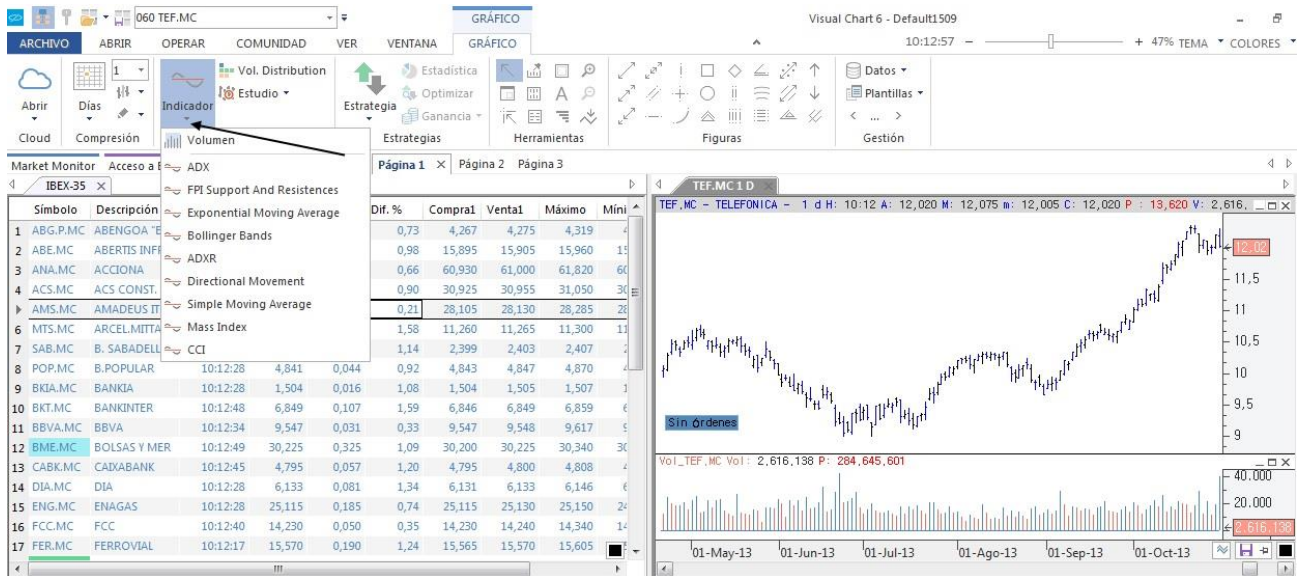 060 TEF.MC
GRÁFICO
Visual Chart 6 - Default1509
ARCHIVO ABRIR OPERAR COMUNIDAD VER VENTANA GRÁFICO 10:12:57 47% TEMA COLORES
1 Vol. Distribution Estadística Datos
Abrir Días Indicador Estudio Estrategia Optimizar Plantillas
Ganancia
Cloud Compresión Estrategias Herramientas Figuras Gestión
Volumen
Market Monitor Acceso a Página 1 Página 2 Página 3
ADX
IBEX-35 TEF.MC 1 D
FPI Support And Resistences
Símbolo Descripción Dif. % Compra1 Venta1 Máximo Míni
TEF.MC - TELEFONICA - 1 d H: 10:12 A: 12,020 M: 12,075 m: 12,005 C: 12,020 P : 13,620 V: 2,616,
Exponential Moving Average
1 ABG.P.MC ABENGOA "B 0,73 4,267 4,275 4,319
Bollinger Bands
2 ABE.MC ABERTIS INF 0,98 15,895 15,905 15,960 15
ADXR
3 ANA.MC ACCIONA 0,66 60,930 61,000 61,820 60
Directional Movement
4 ACS.MC ACS CONST. 0,90 30,925 30,955 31,050 30
Simple Moving Average
AMS.MC AMADEUS IT 0,21 28,105 28,130 28,285 28
Mass Index
6 MTS.MC ARCEL.MITTA 1,58 11,260 11,265 11,300 11
CCI
7 SAB.MC B. SABADELL 1,14 2,399 2,403 2,407
8 POP.MC B.POPULAR 10:12:28 4,841 0,044 0,92 4,843 4,847 4,870
9 BKIA.MC BANKIA 10:12:28 1,504 0,016 1,08 1,504 1,505 1,507
10 BKT.MC BANKINTER 10:12:48 6,849 0,107 1,59 6,846 6,849 6,859
11 BBVA.MC BBVA 10:12:34 9,547 0,031 0,33 9,547 9,548 9,617
12 BME.MC BOLSAS Y MER 10:12:49 30,225 0,325 1,09 30,200 30,225 30,340 30
13 CABK.MC CAIXABANK 10:12:45 4,795 0,057 1,20 4,795 4,800 4,808
14 DIA.MC DIA 10:12:28 6,133 0,081 1,34 6,131 6,133 6,146
15 ENG.MC ENAGAS 10:12:28 25,115 0,185 0,74 25,115 25,130 25,150 24
16 FCC.MC FCC 10:12:40 14,230 0,050 0,35 14,230 14,240 14,340 14
17 FER.MC FERROVIAL 10:12:17 15,570 0,190 1,24 15,565 15,570 15,605
12,02
11,5
11
10,5
10
9,5
9
Sin órdenes
Vol_TEF.MC Vol: 2,616,138 P: 284,645,601
40.000
20.000
2.616.138
01-May-13 01-Jun-13 01-Jul-13 01-Ago-13 01-Sep-13 01-Oct-13